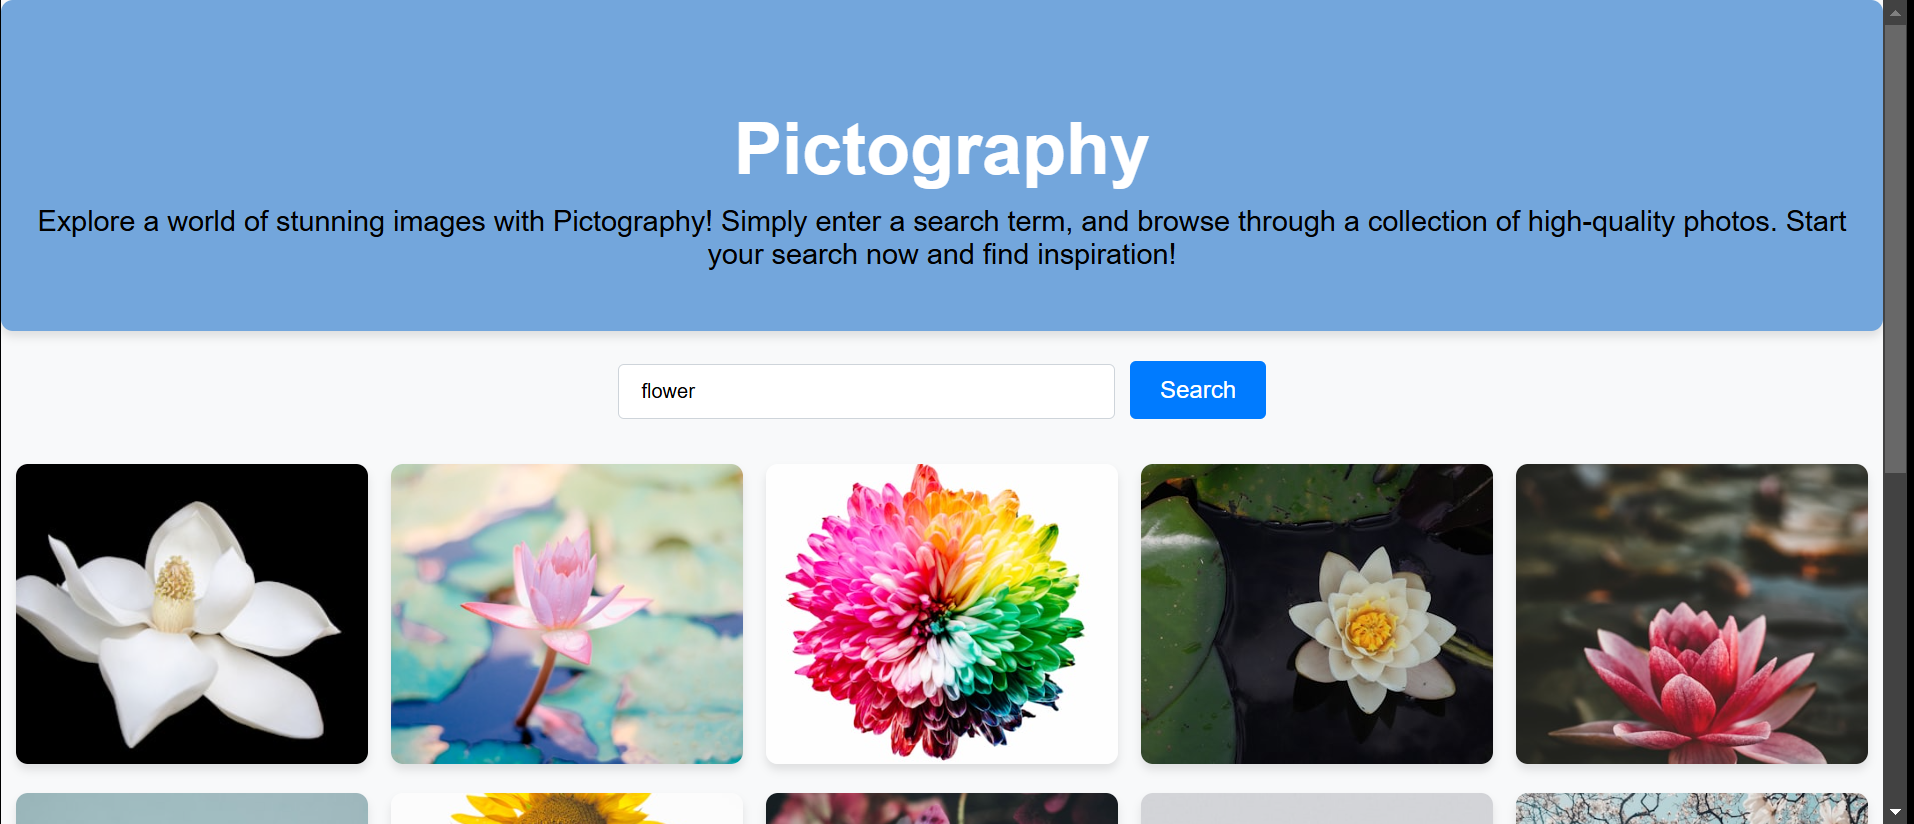 Pictography
Explore a world of stunning images with Pictography! Simply enter a search term, and browse through a collection of high-quality photos. Start
your search now and find inspiration!
flower
Search